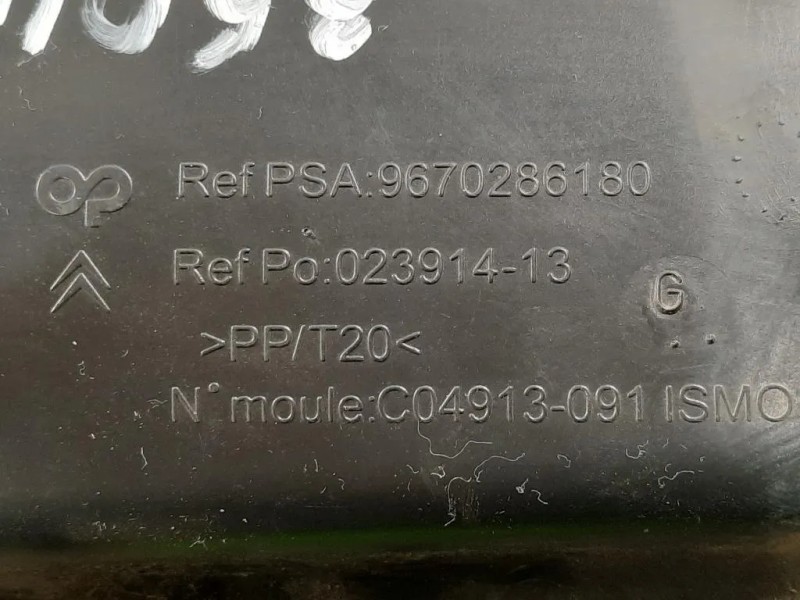 Ref PSA:9670286180
Ref Po:023914-13
G
>PP/T20<
N° moule:C04913-091 ISMO